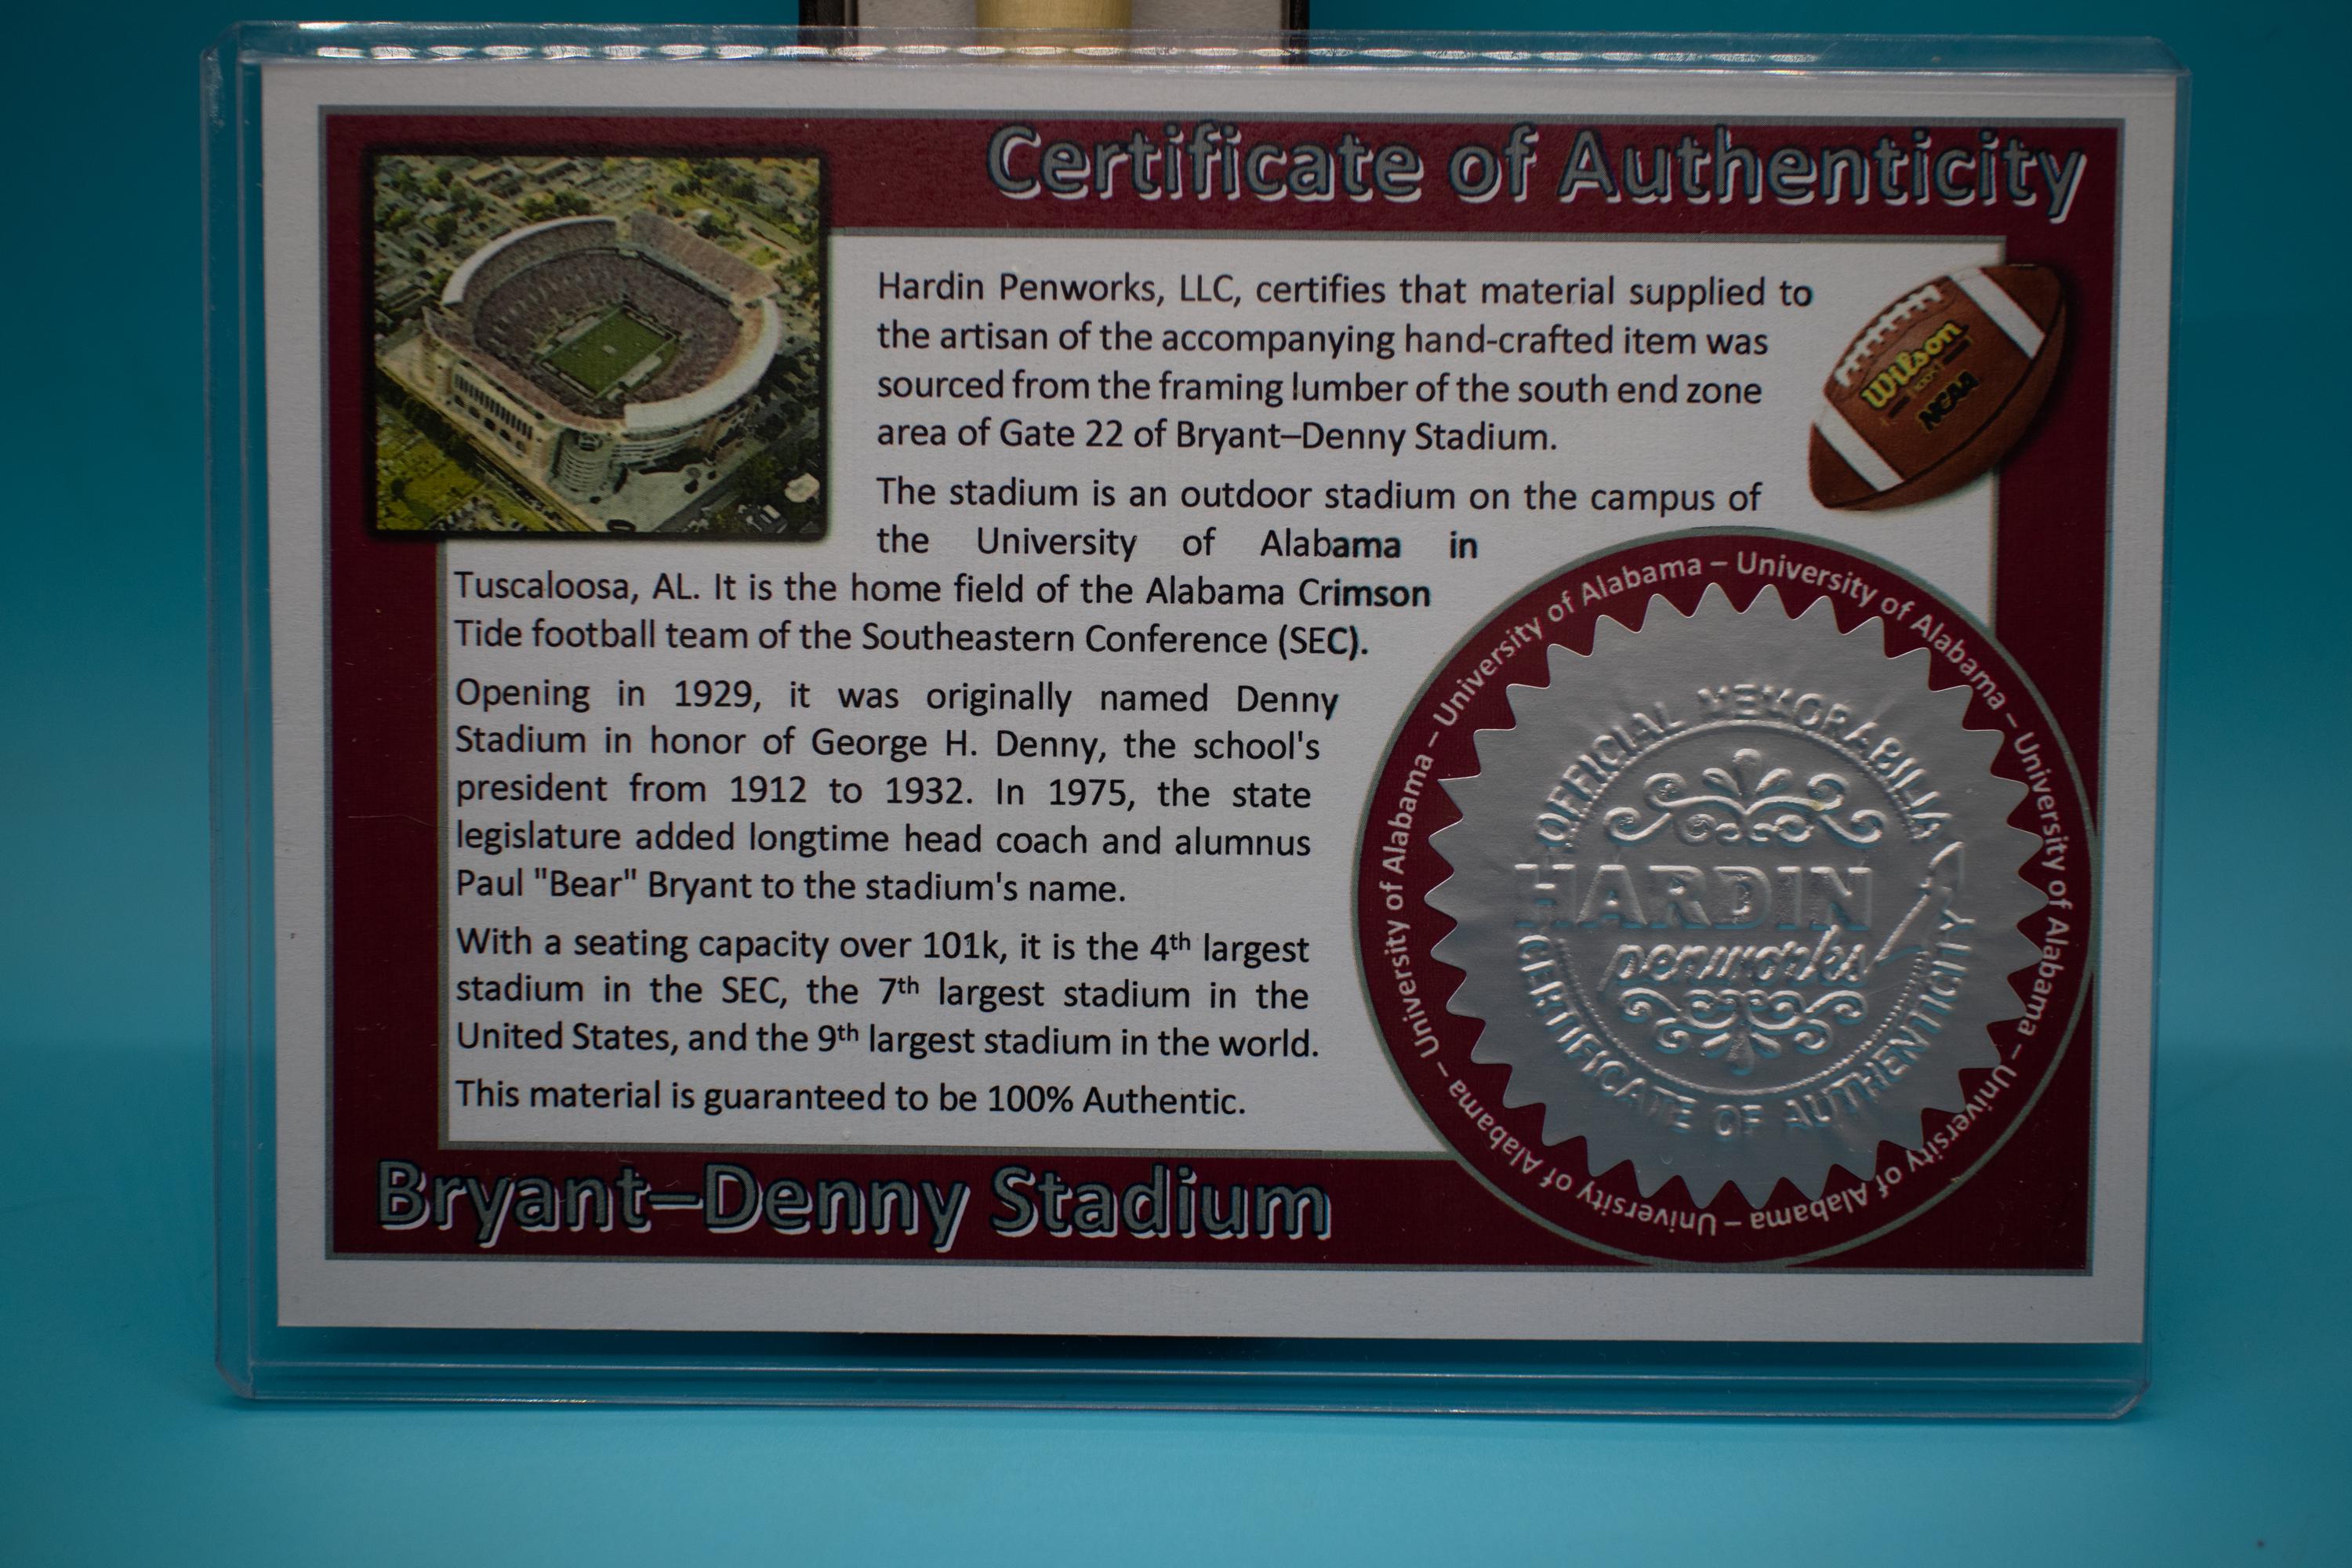 Certificate of Authenticity
Hardin Penworks, LLC, certifies that material supplied to
the artisan of the accompanying hand-crafted item was
sourced from the framing lumber of the south end zone
area of Gate 22 of Bryant–Denny Stadium.
Wilson
NCAA
The stadium is an outdoor stadium on the campus of
the University of Alabama in
Tuscaloosa, AL. It is the home field of the Alabama Crimson
Tide football team of the Southeastern Conference (SEC).
Opening in 1929, it was originally named Denny
Stadium in honor of George H. Denny, the school's
president from 1912 to 1932. In 1975, the state
legislature added longtime head coach and alumnus
Paul "Bear" Bryant to the stadium's name.
With a seating capacity over 101k, it is the 4th largest
stadium in the SEC, the 7th largest stadium in the
United States, and the 9th largest stadium in the world.
This material is guaranteed to be 100% Authentic.
University of Alabama – University of Alabama – University of Alabama – University of Alabama – University of Alabama – University of Alabama –
OFFICIAL MEMORABILIA
HARDIN
penworks
CERTIFICATE OF AUTHENTICITY
Bryant–Denny Stadium